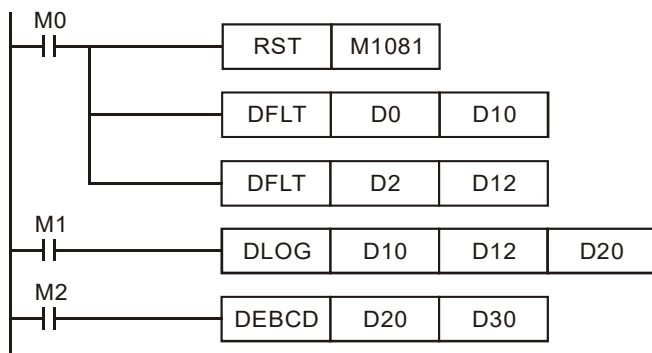 M0
RST M1081
DFLT D0 D10
DFLT D2 D12
M1
DLOG D10 D12 D20
M2
DEBCD D20 D30